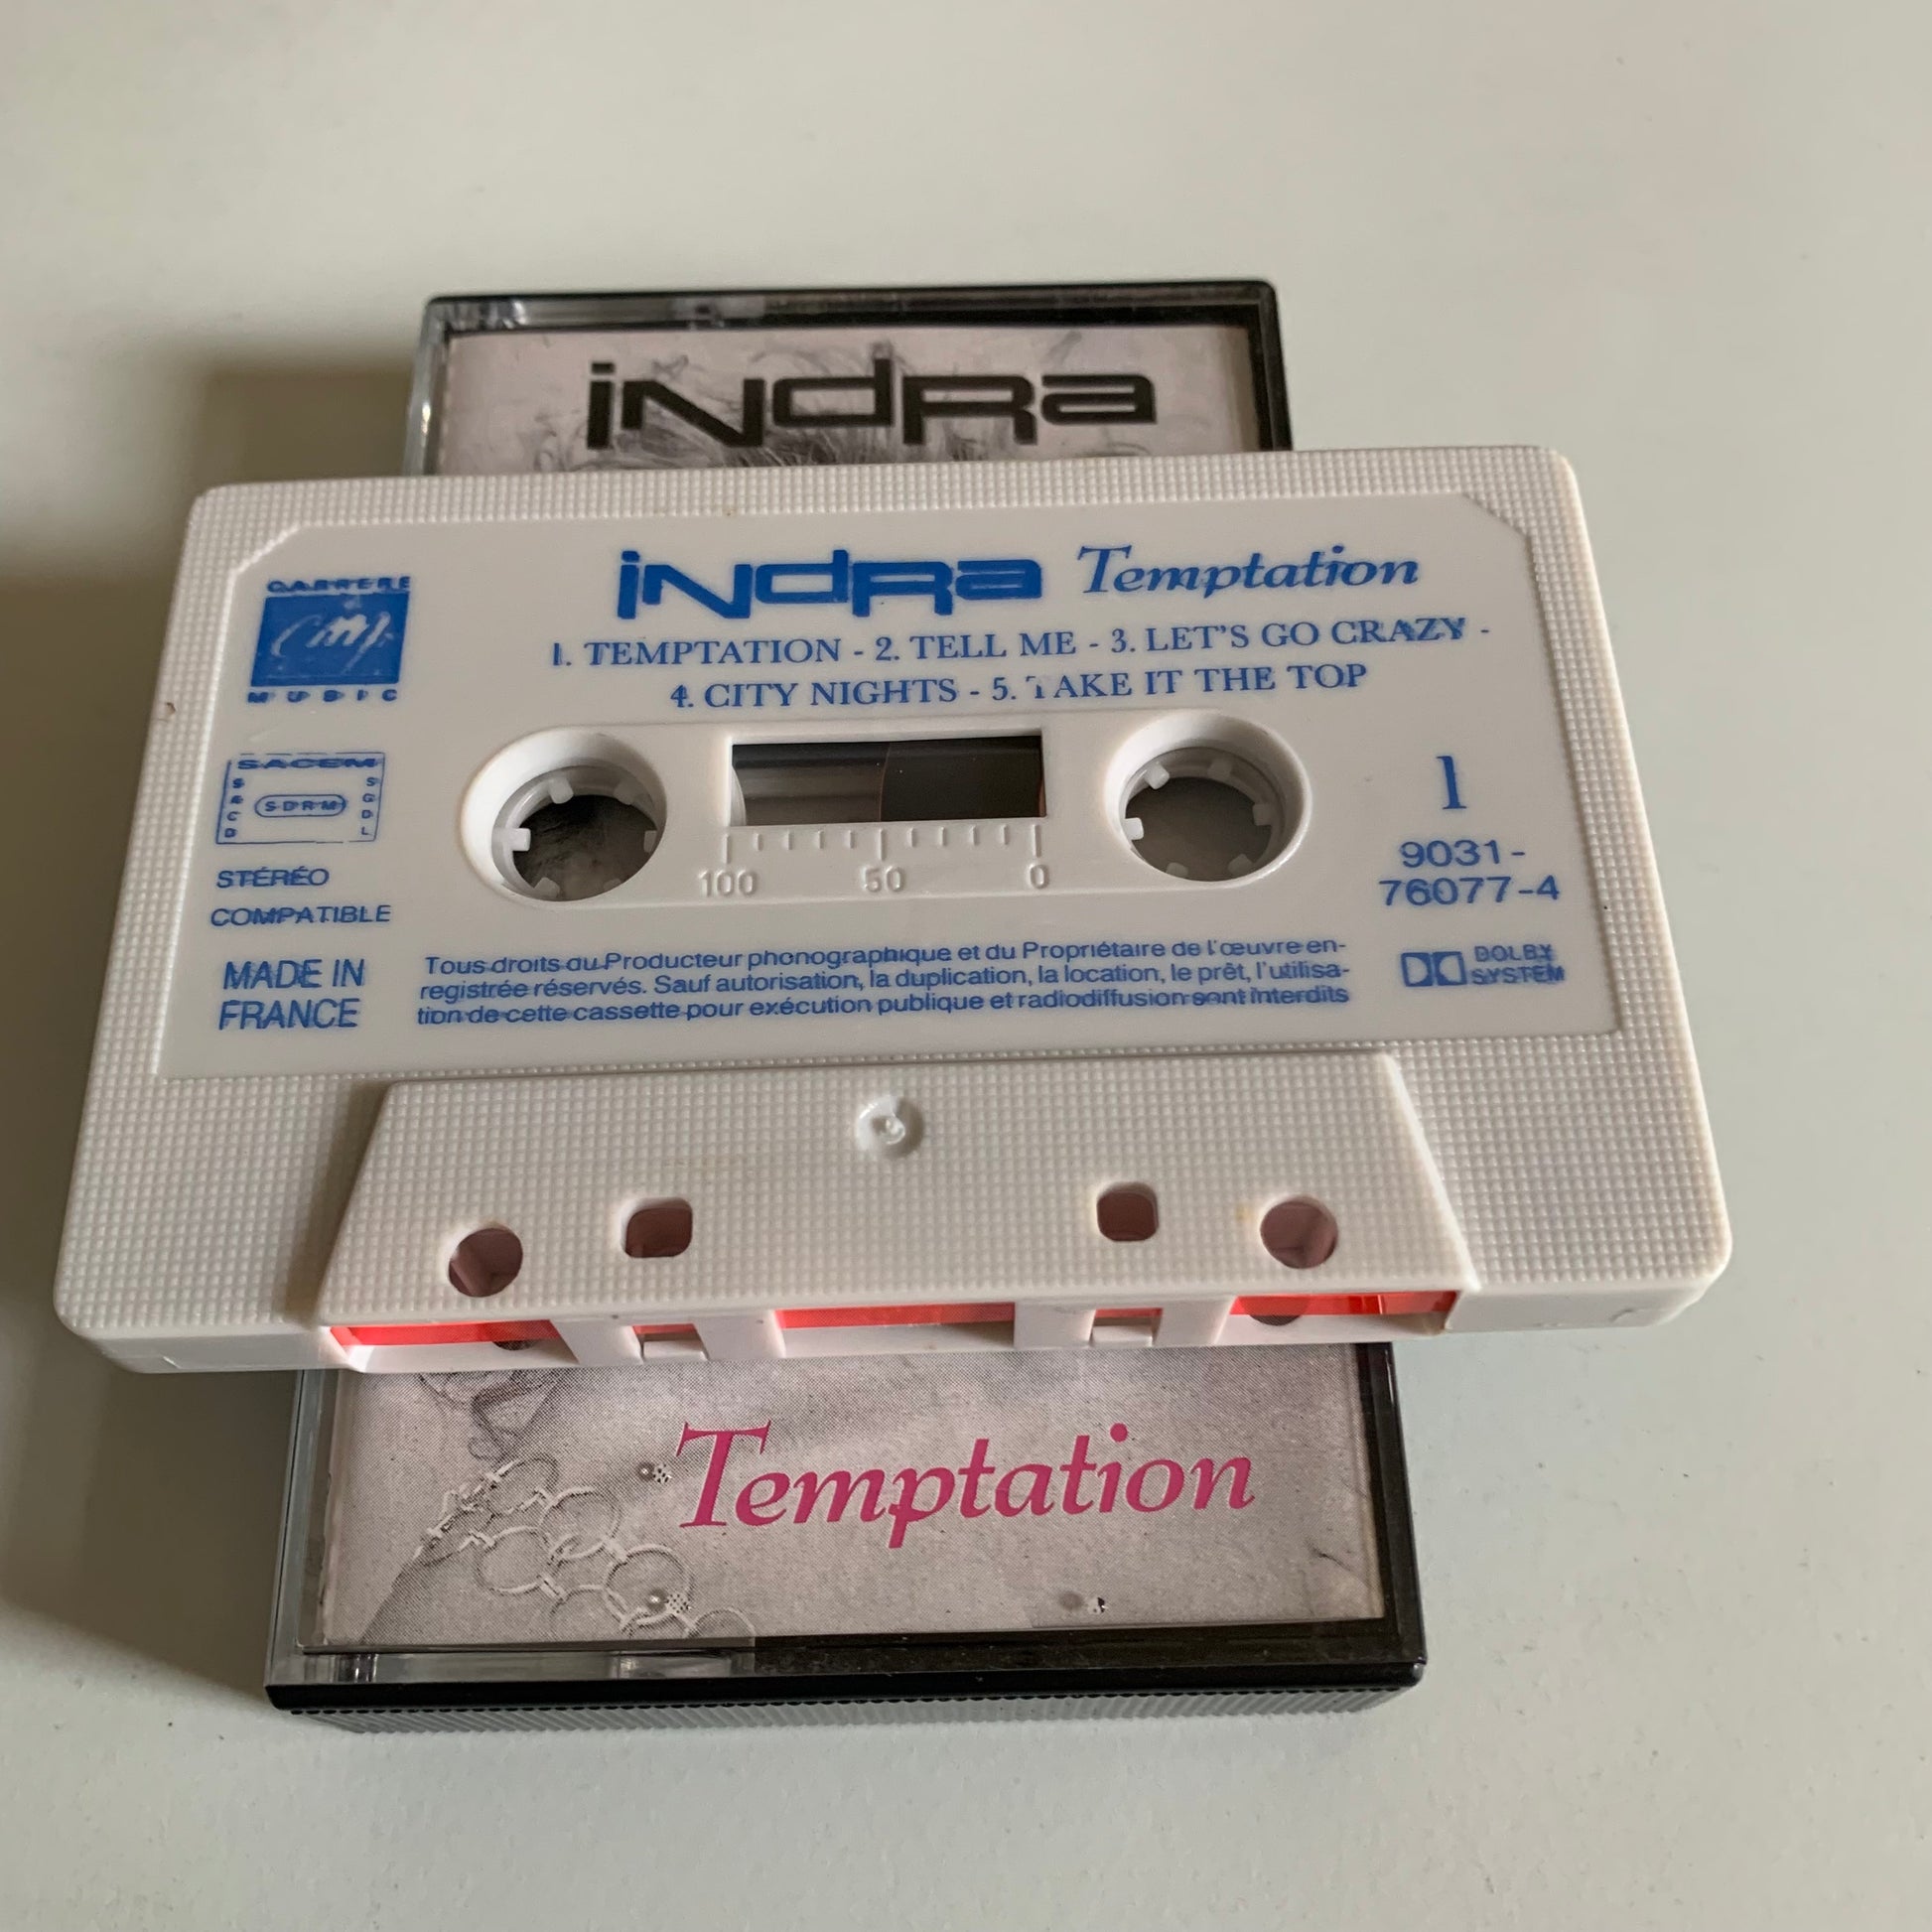 iNdRa
iNdRa Temptation
1. TEMPTATION - 2. TELL ME - 3. LET'S GO CRAZY -
4. CITY NIGHTS - 5. TAKE IT THE TOP
CARRERE
MUSIC
SACEM
SACD
SDRM
SGDL
STÉRÉO
COMPATIBLE
MADE IN
FRANCE
100 50 0
1
9031-
76077-4
Tous droits du Producteur phonographique et du Propriétaire de l'œuvre en-
registrée réservés. Sauf autorisation, la duplication, la location, le prêt, l'utilisa-
tion de cette cassette pour exécution publique et radiodiffusion sont interdits
DOLBY
SYSTEM
Temptation